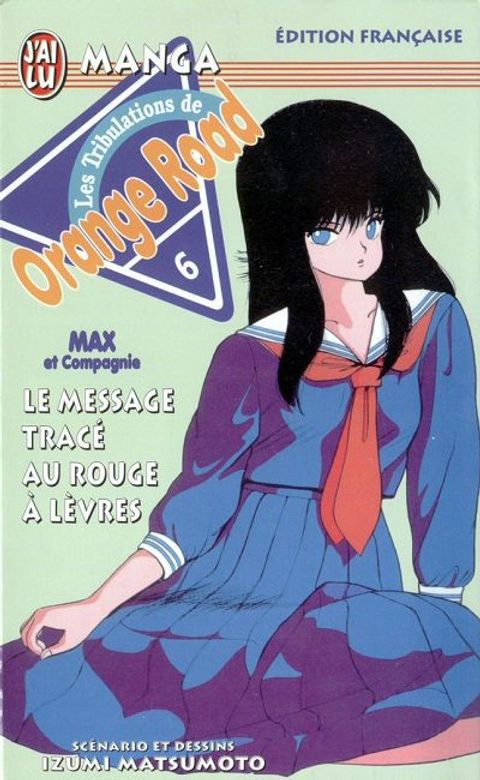 J'AI LU
MANGA
ÉDITION FRANÇAISE
Les Tribulations de
Orange Road
6
MAX
et Compagnie
LE MESSAGE
TRACÉ
AU ROUGE
À LÈVRES
SCÉNARIO ET DESSINS
IZUMI MATSUMOTO